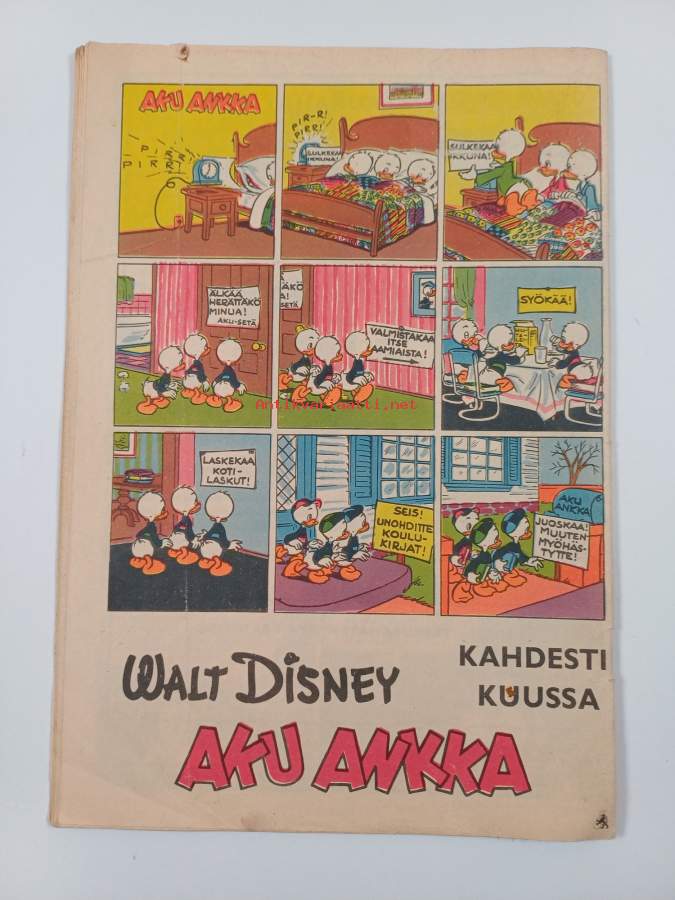 AKU ANKKA
PIR-R!
PIER!
SULKEKAA
IKKUNA!
SULKEKAA
IKKUNA!
ÄLKÄÄ
HERÄTTÄKÖ
MINUA!
AKU-SETÄ
VALMISTAKAA
ITSE
AAMIAISTA!
SYÖKÄÄ!
Antikvariaatti.net
LASKEKAA
KOTI-
LASKUT!
SEIS!
UNOHDITTE
KOULU-
KIRJAT!
AKU
ANKKA
JUOSKAA!
MUUTEN
MYÖHÄS-
TYTTE!
WALT DISNEY
KAHDESTI
KUUSSA
AKU ANKKA